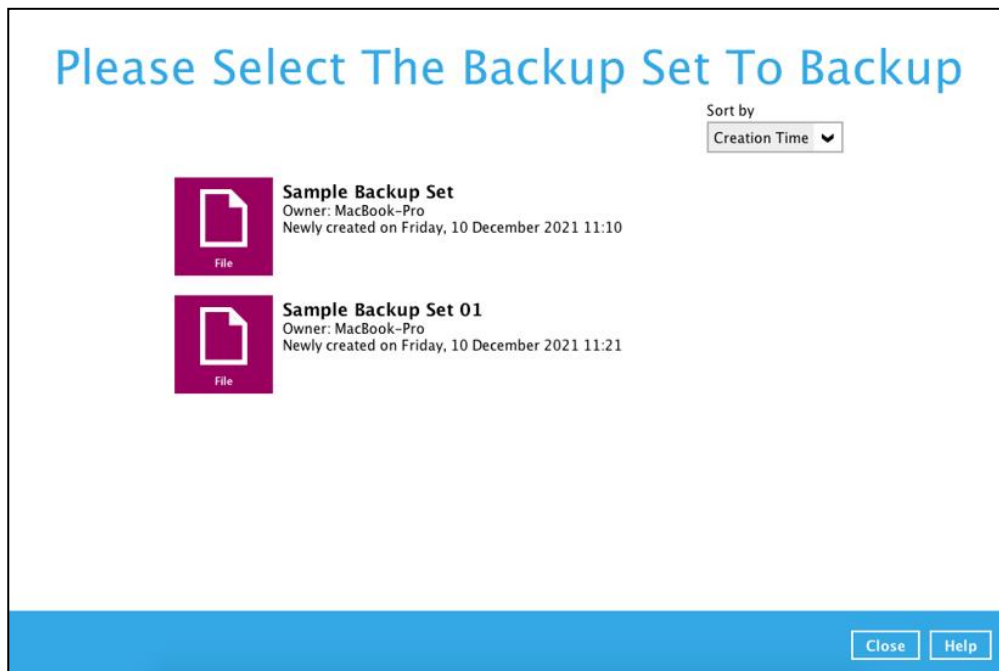 Please Select The Backup Set To Backup
Sort by
Creation Time
Sample Backup Set
Owner: MacBook-Pro
Newly created on Friday, 10 December 2021 11:10
File
Sample Backup Set 01
Owner: MacBook-Pro
Newly created on Friday, 10 December 2021 11:21
File
Close
Help